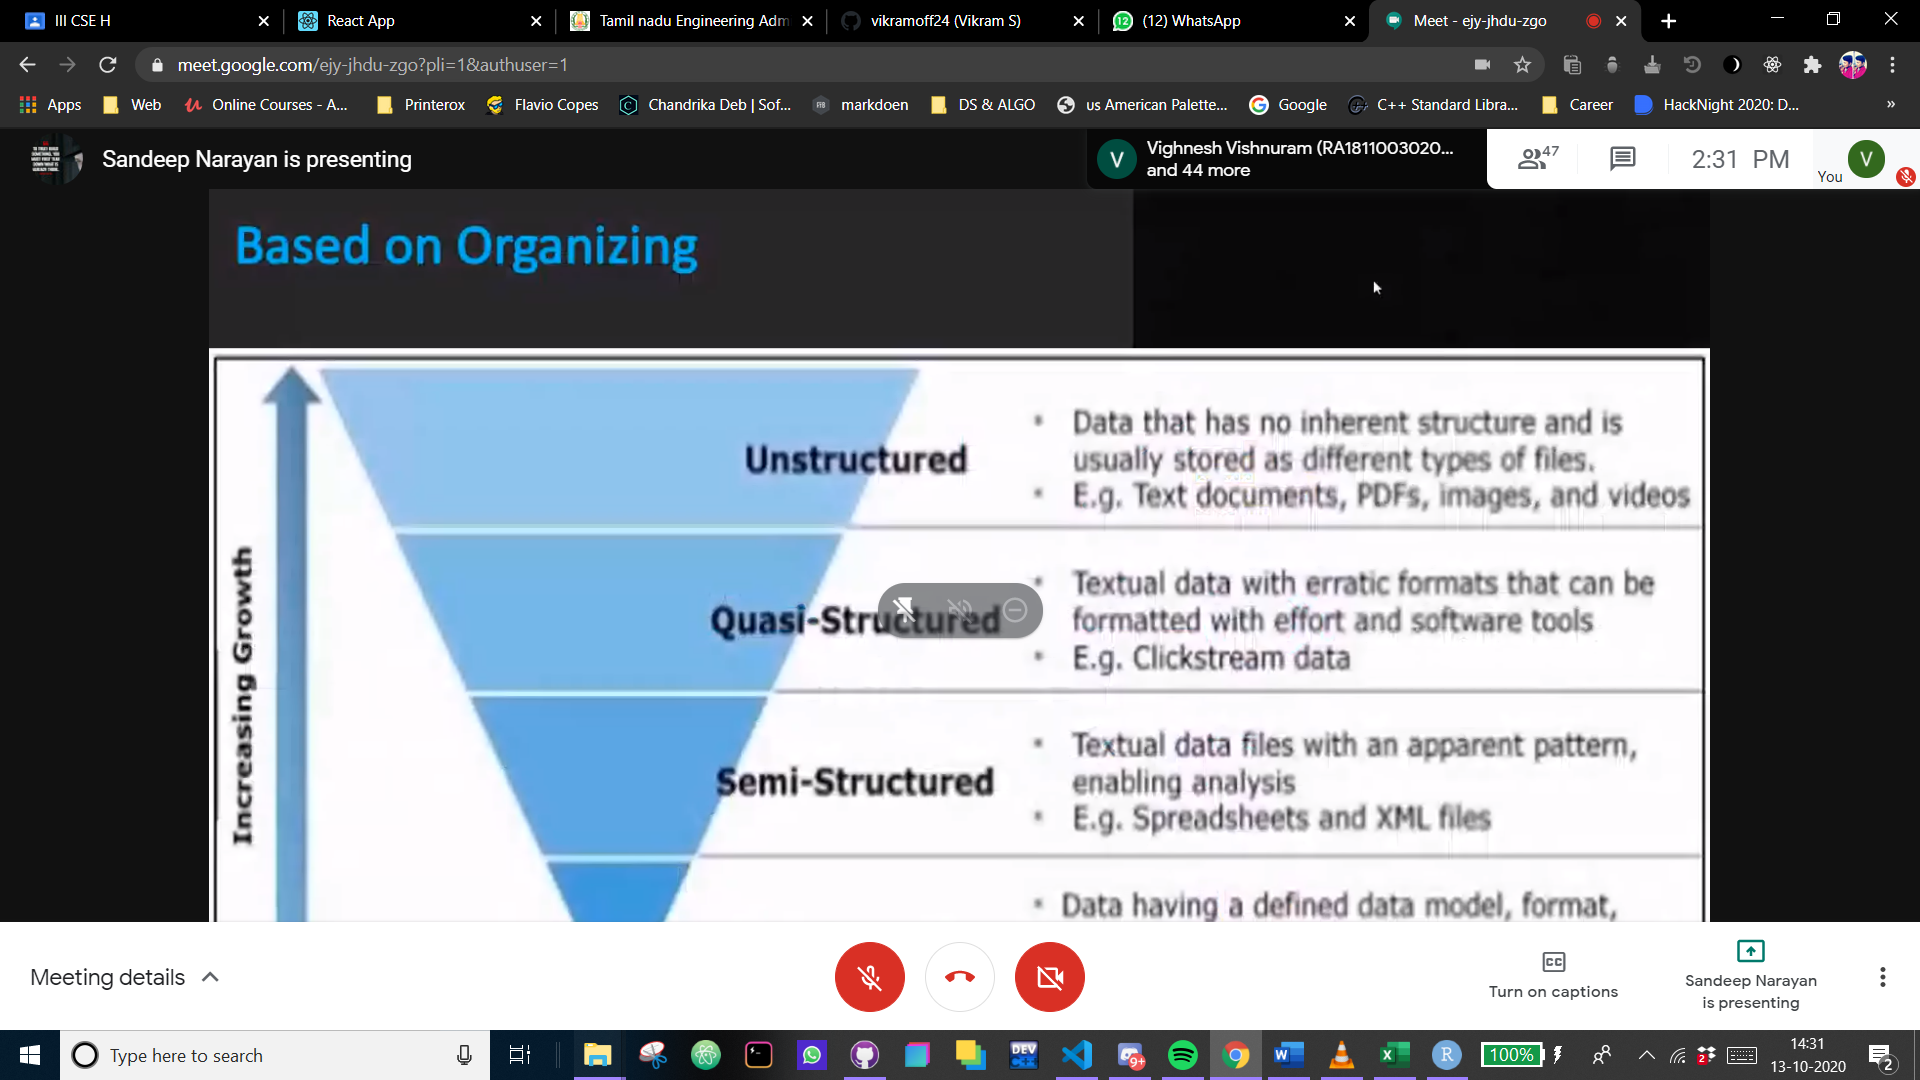 III CSE H
React App
Tamil nadu Engineering Adm
vikramoff24 (Vikram S)
(12) WhatsApp
Meet - ejy-jhdu-zgo
meet.google.com/ejy-jhdu-zgo?pli=1&authuser=1
Apps
Web
Online Courses - A...
Printerox
Flavio Copes
Chandrika Deb | Sof...
markdoen
DS & ALGO
us American Palette...
Google
C++ Standard Libra...
Career
HackNight 2020: D...
»
Sandeep Narayan is presenting
V
Vighnesh Vishnuram (RA1811003020...
and 44 more
47
2:31 PM
You
V
Based on Organizing
Increasing Growth
Unstructured
• Data that has no inherent structure and is
usually stored as different types of files.
• E.g. Text documents, PDFs, images, and videos
Quasi-Structured
• Textual data with erratic formats that can be
formatted with effort and software tools
• E.g. Clickstream data
Semi-Structured
• Textual data files with an apparent pattern,
enabling analysis
• E.g. Spreadsheets and XML files
• Data having a defined data model, format,
Meeting details
Turn on captions
Sandeep Narayan
is presenting
Type here to search
DEV
9+
R
100%
2
14:31
13-10-2020
2